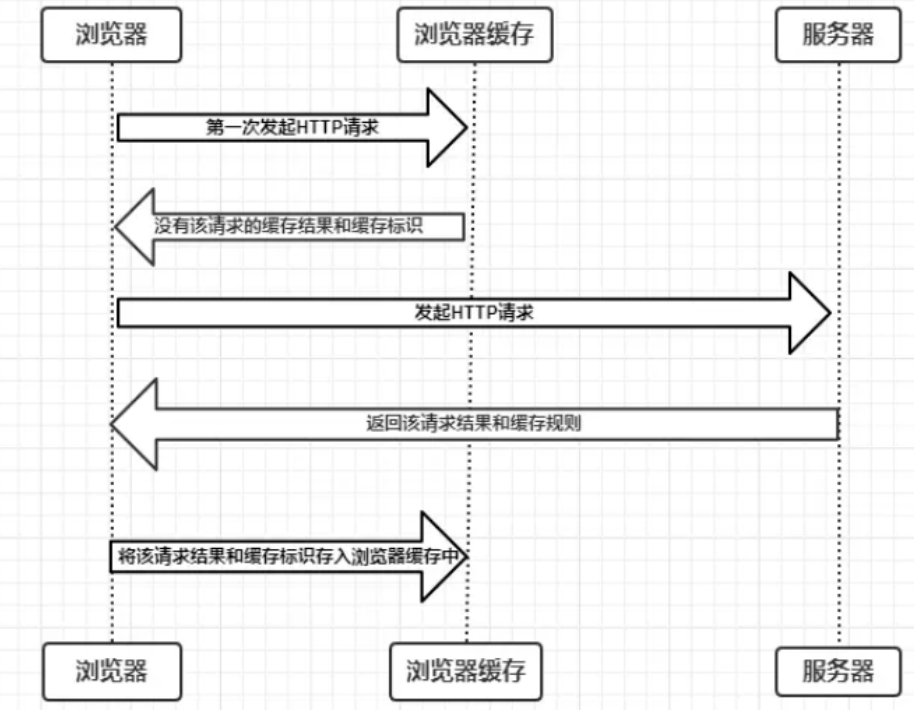 浏览器
浏览器缓存
服务器
第一次发起HTTP请求
没有该请求的缓存结果和缓存标识
发起HTTP请求
返回该请求结果和缓存规则
将该请求结果和缓存标识存入浏览器缓存中
浏览器
浏览器缓存
服务器